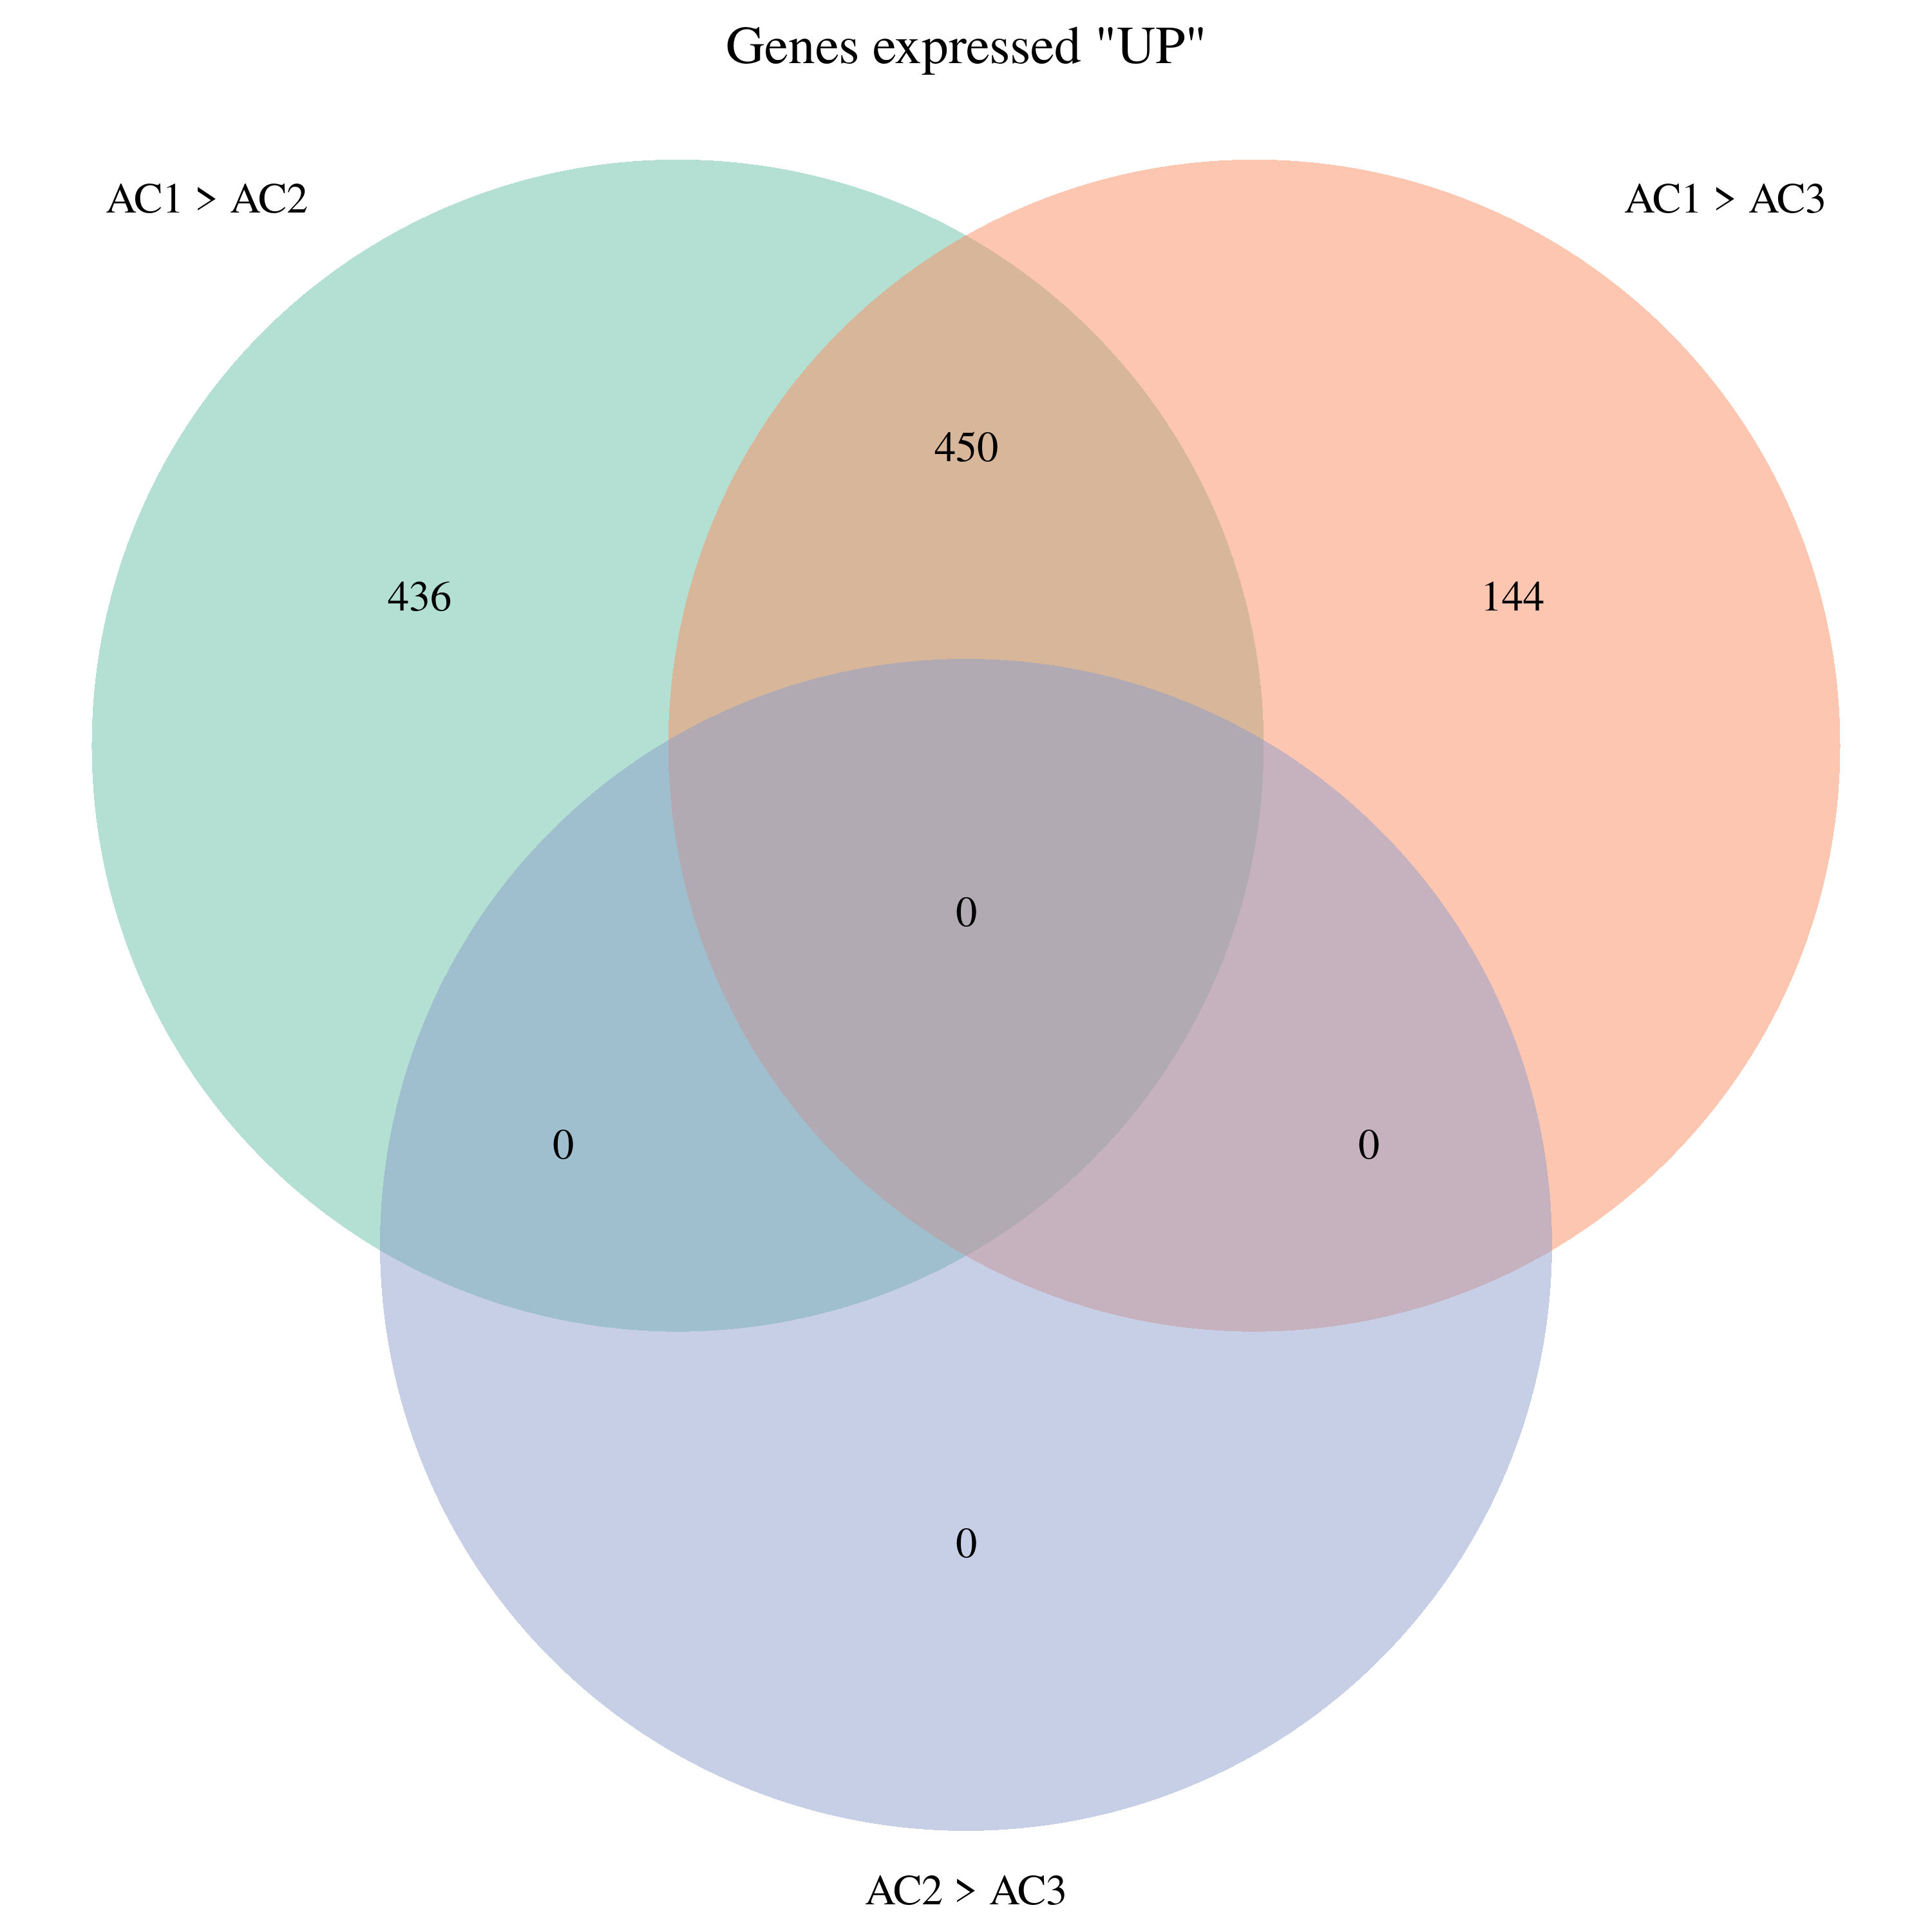 Genes expressed "UP"
AC1 > AC2
AC1 > AC3
450
436
144
0
0
0
0
AC2 > AC3